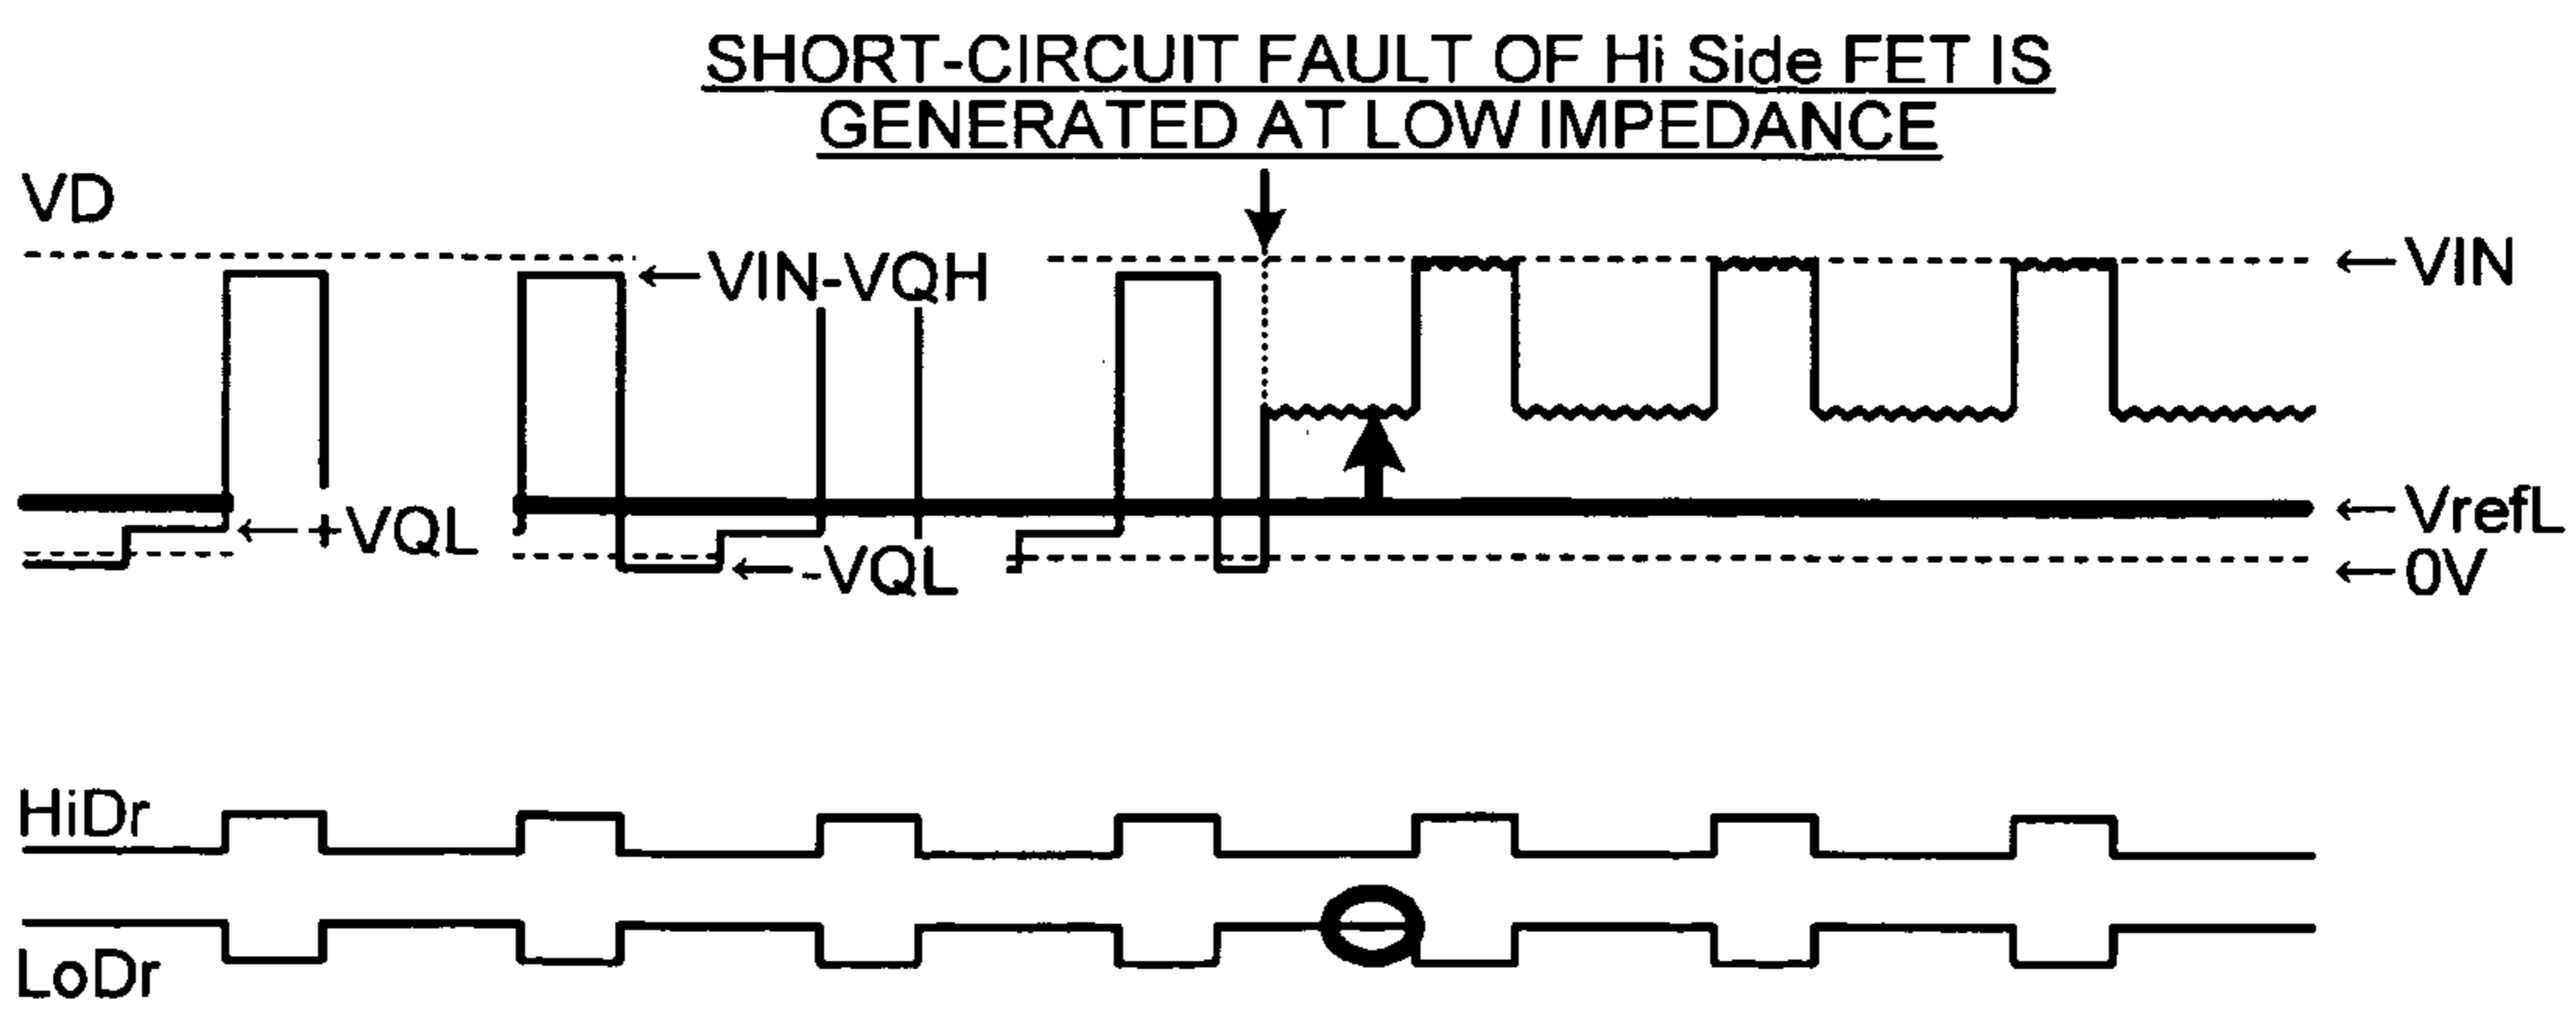 SHORT-CIRCUIT FAULT OF Hi Side FET IS
GENERATED AT LOW IMPEDANCE
VD
VIN-VQH
VIN
+VQL
-VQL
VrefL
0V
HiDr
LoDr